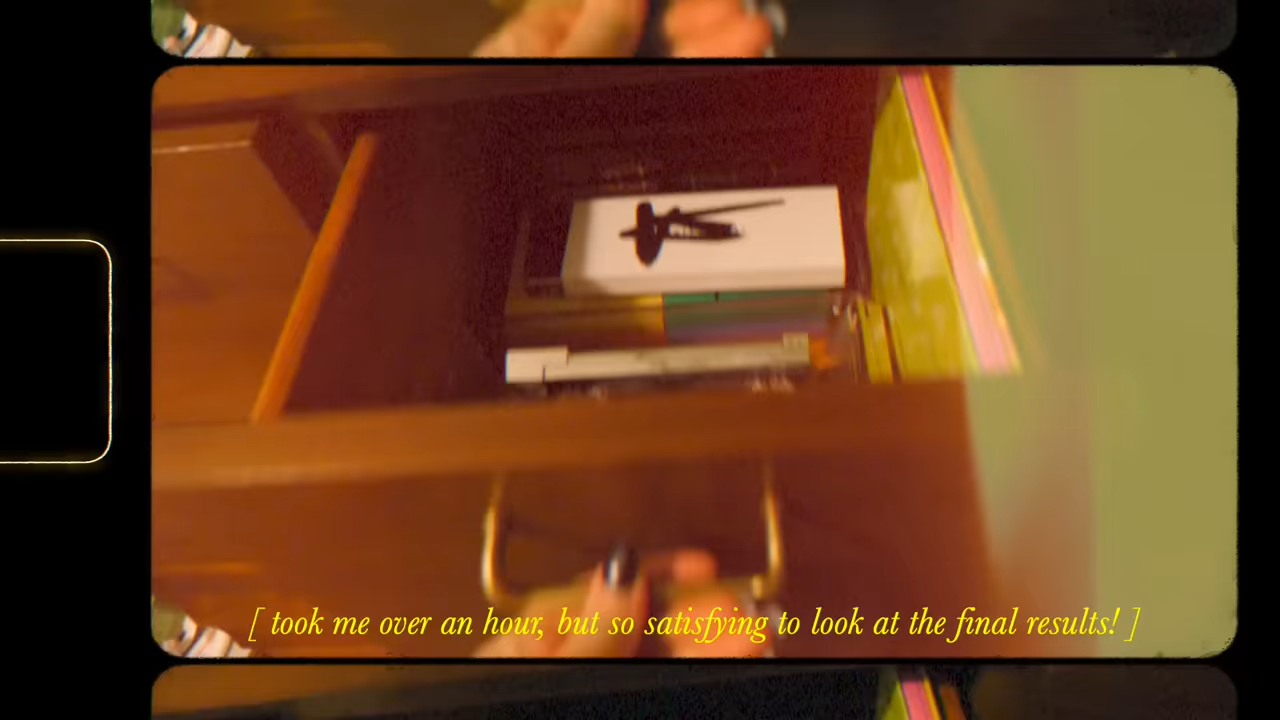 [ took me over an hour, but so satisfying to look at the final results! ]